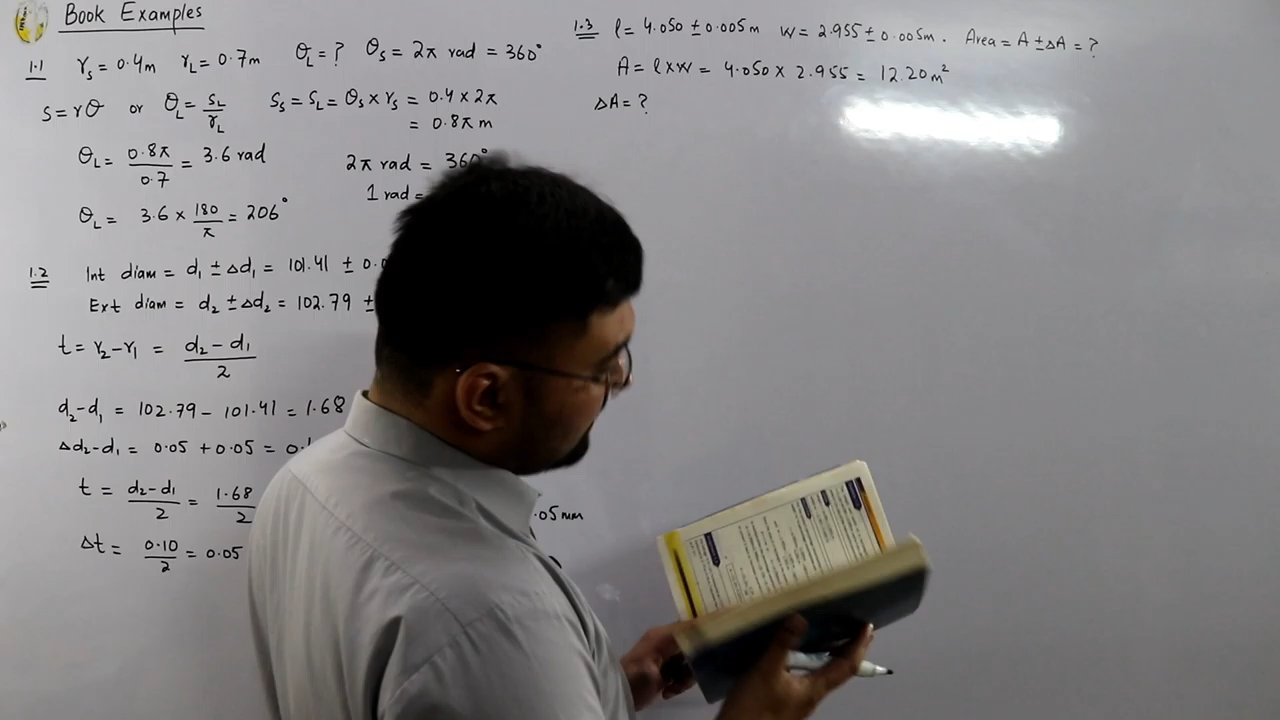 Book Examples
1.1 rs = 0.4m rL = 0.7m θL = ? θs = 2π rad = 360°
S = rθ or θL = SL/rL Ss = SL = θs × rs = 0.4 × 2π
= 0.8π m
θL = 0.8π/0.7 = 3.6 rad
2π rad = 360°
1 rad =
θL = 3.6 × 180/π = 206°
1.2 Int diam = d1 ± Δd1 = 101.41 ± 0.0
Ext diam = d2 ± Δd2 = 102.79 ±
t = r2 - r1 = d2 - d1/2
d2 - d1 = 102.79 - 101.41 = 1.68
Δd2 - d1 = 0.05 + 0.05 = 0.1
t = d2 - d1/2 = 1.68/2
.05mm
Δt = 0.10/2 = 0.05
1.3 l = 4.050 ± 0.005m w = 2.955 ± 0.005m. Area = A ± ΔA = ?
A = l × w = 4.050 × 2.955 = 12.20 m²
ΔA = ?